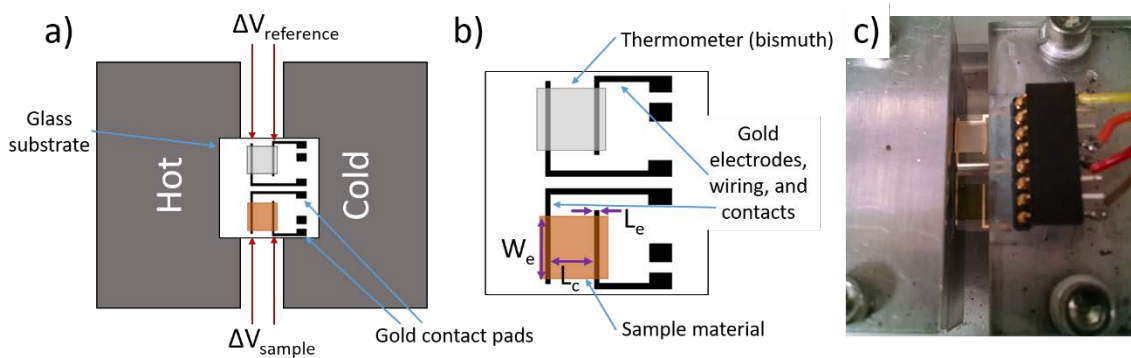 a)
ΔVreference
Glass
substrate
Hot
Cold
Gold contact pads
ΔVsample
b)
Thermometer (bismuth)
Gold
electrodes,
wiring, and
contacts
We
Le
Lc
Sample material
c)